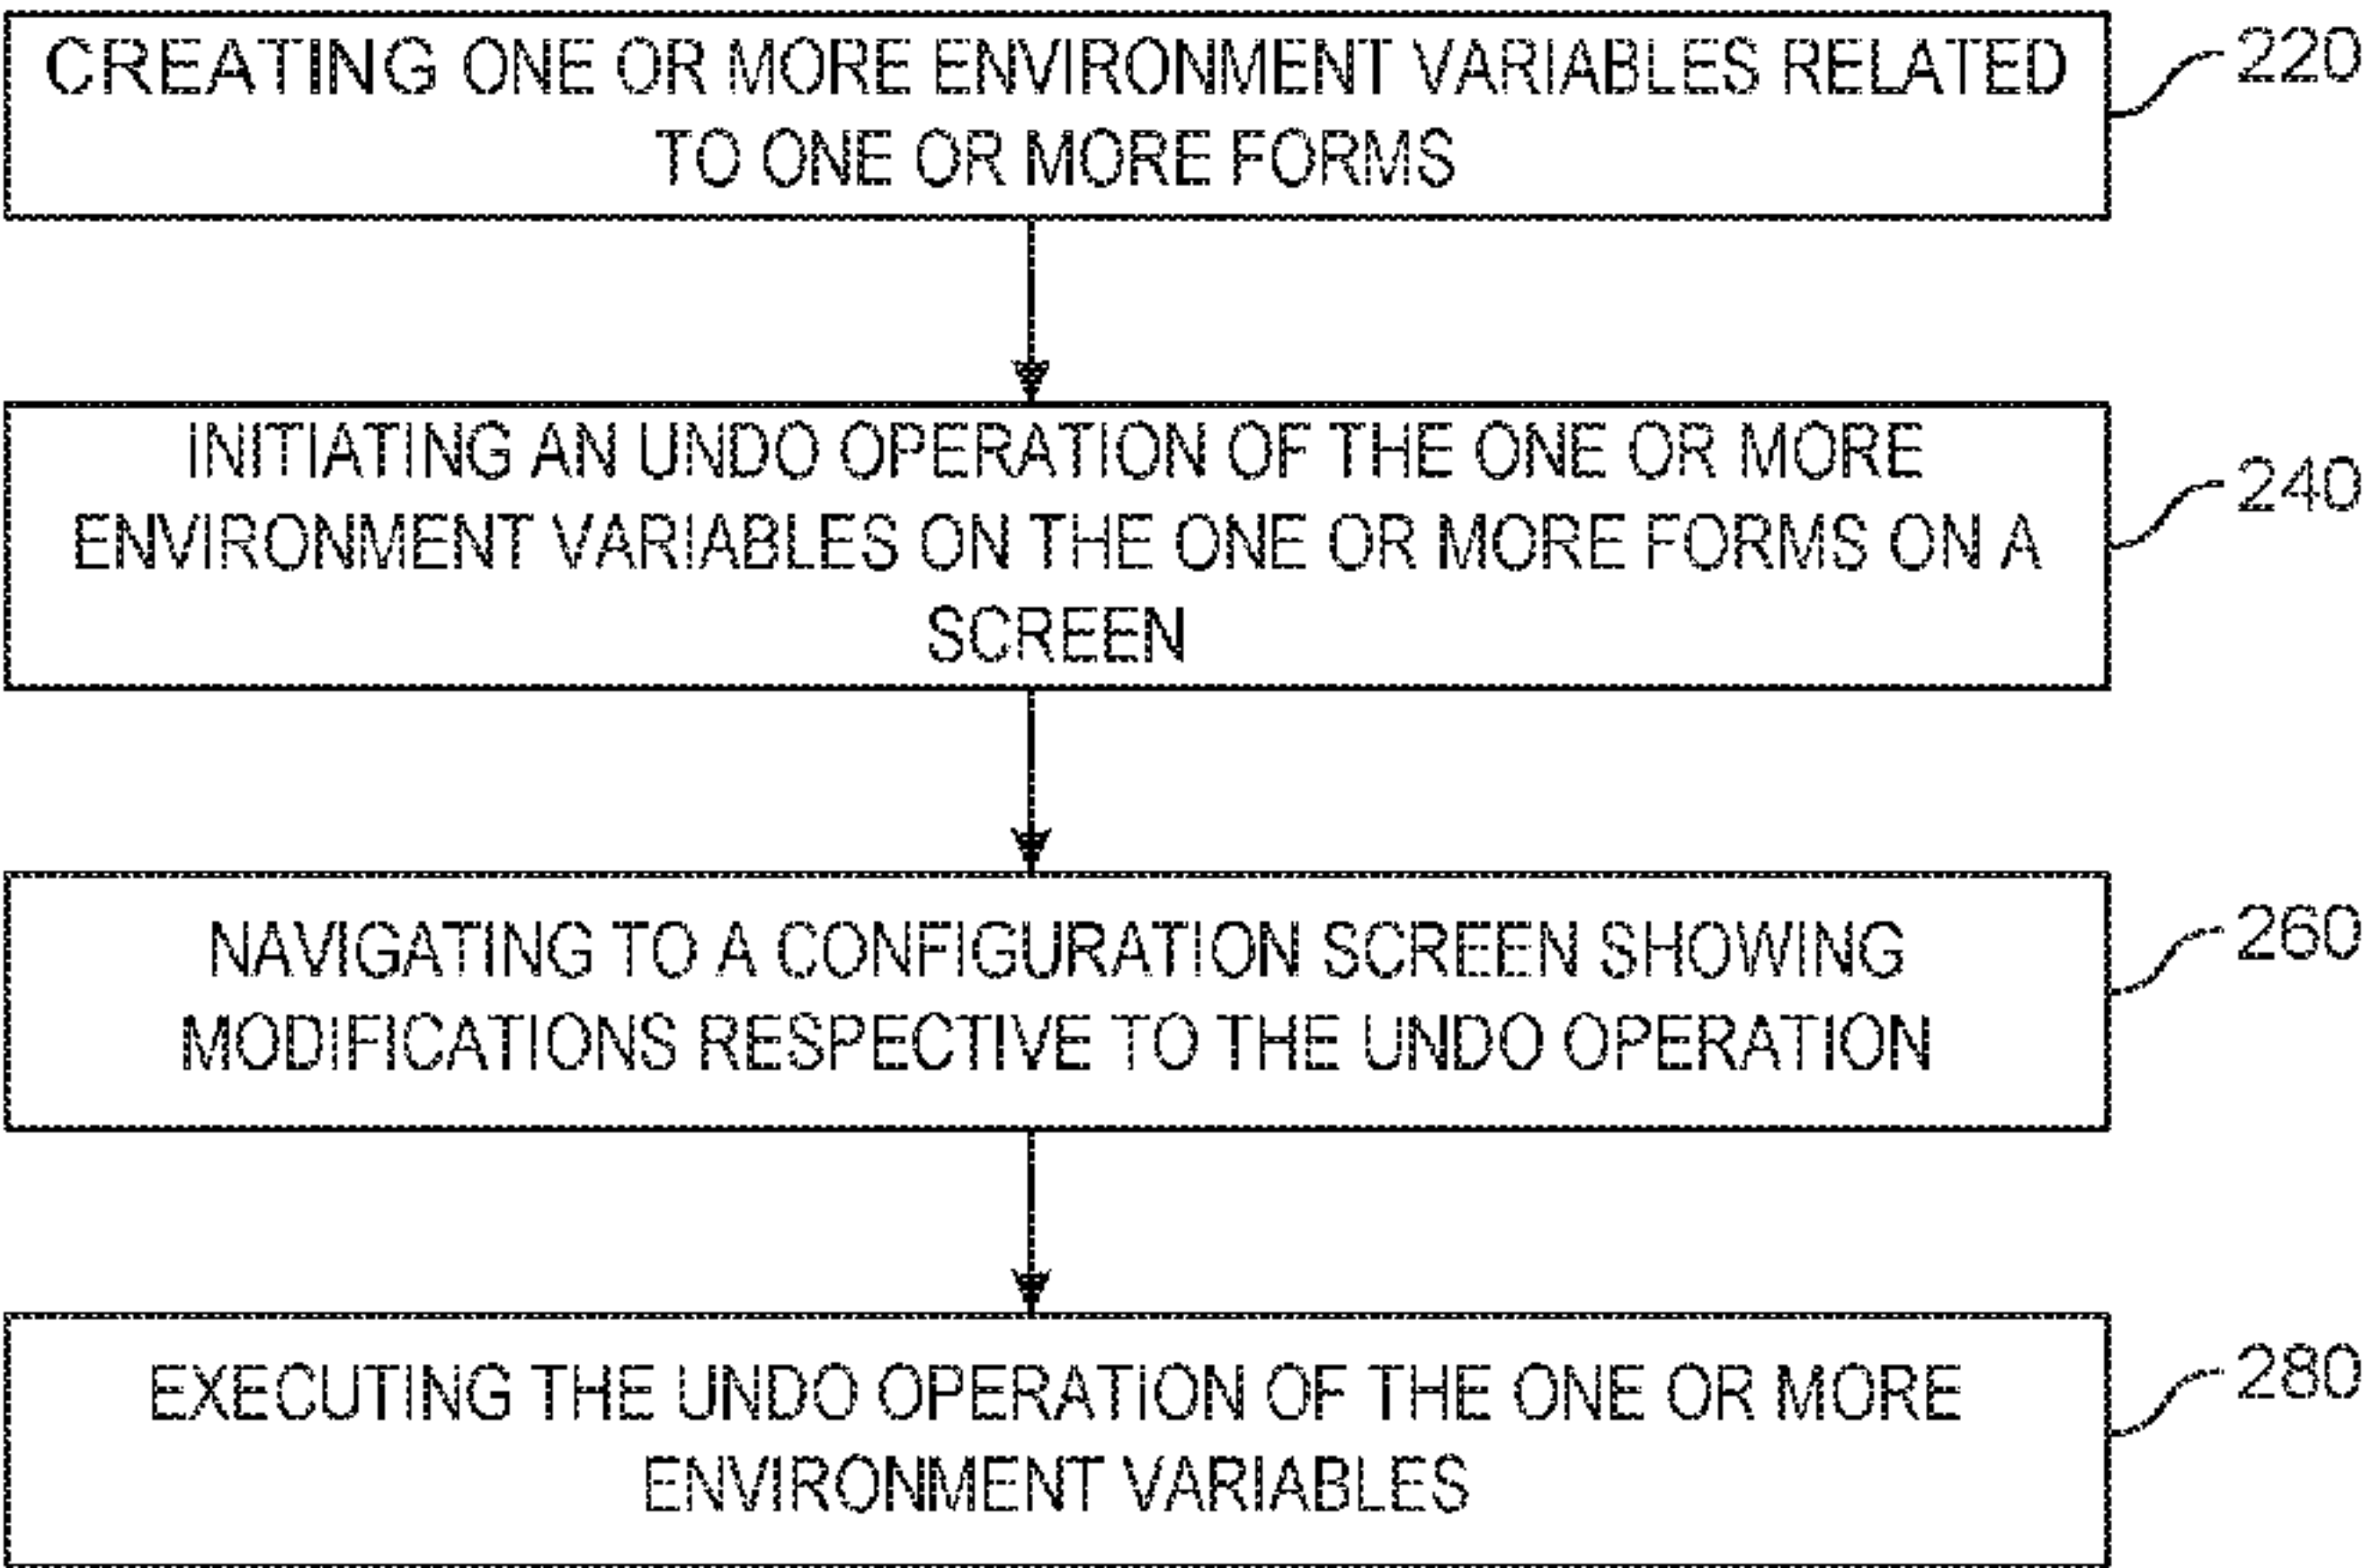 CREATING ONE OR MORE ENVIRONMENT VARIABLES RELATED
TO ONE OR MORE FORMS
220
INITIATING AN UNDO OPERATION OF THE ONE OR MORE
ENVIRONMENT VARIABLES ON THE ONE OR MORE FORMS ON A
SCREEN
240
NAVIGATING TO A CONFIGURATION SCREEN SHOWING
MODIFICATIONS RESPECTIVE TO THE UNDO OPERATION
260
EXECUTING THE UNDO OPERATION OF THE ONE OR MORE
ENVIRONMENT VARIABLES
280